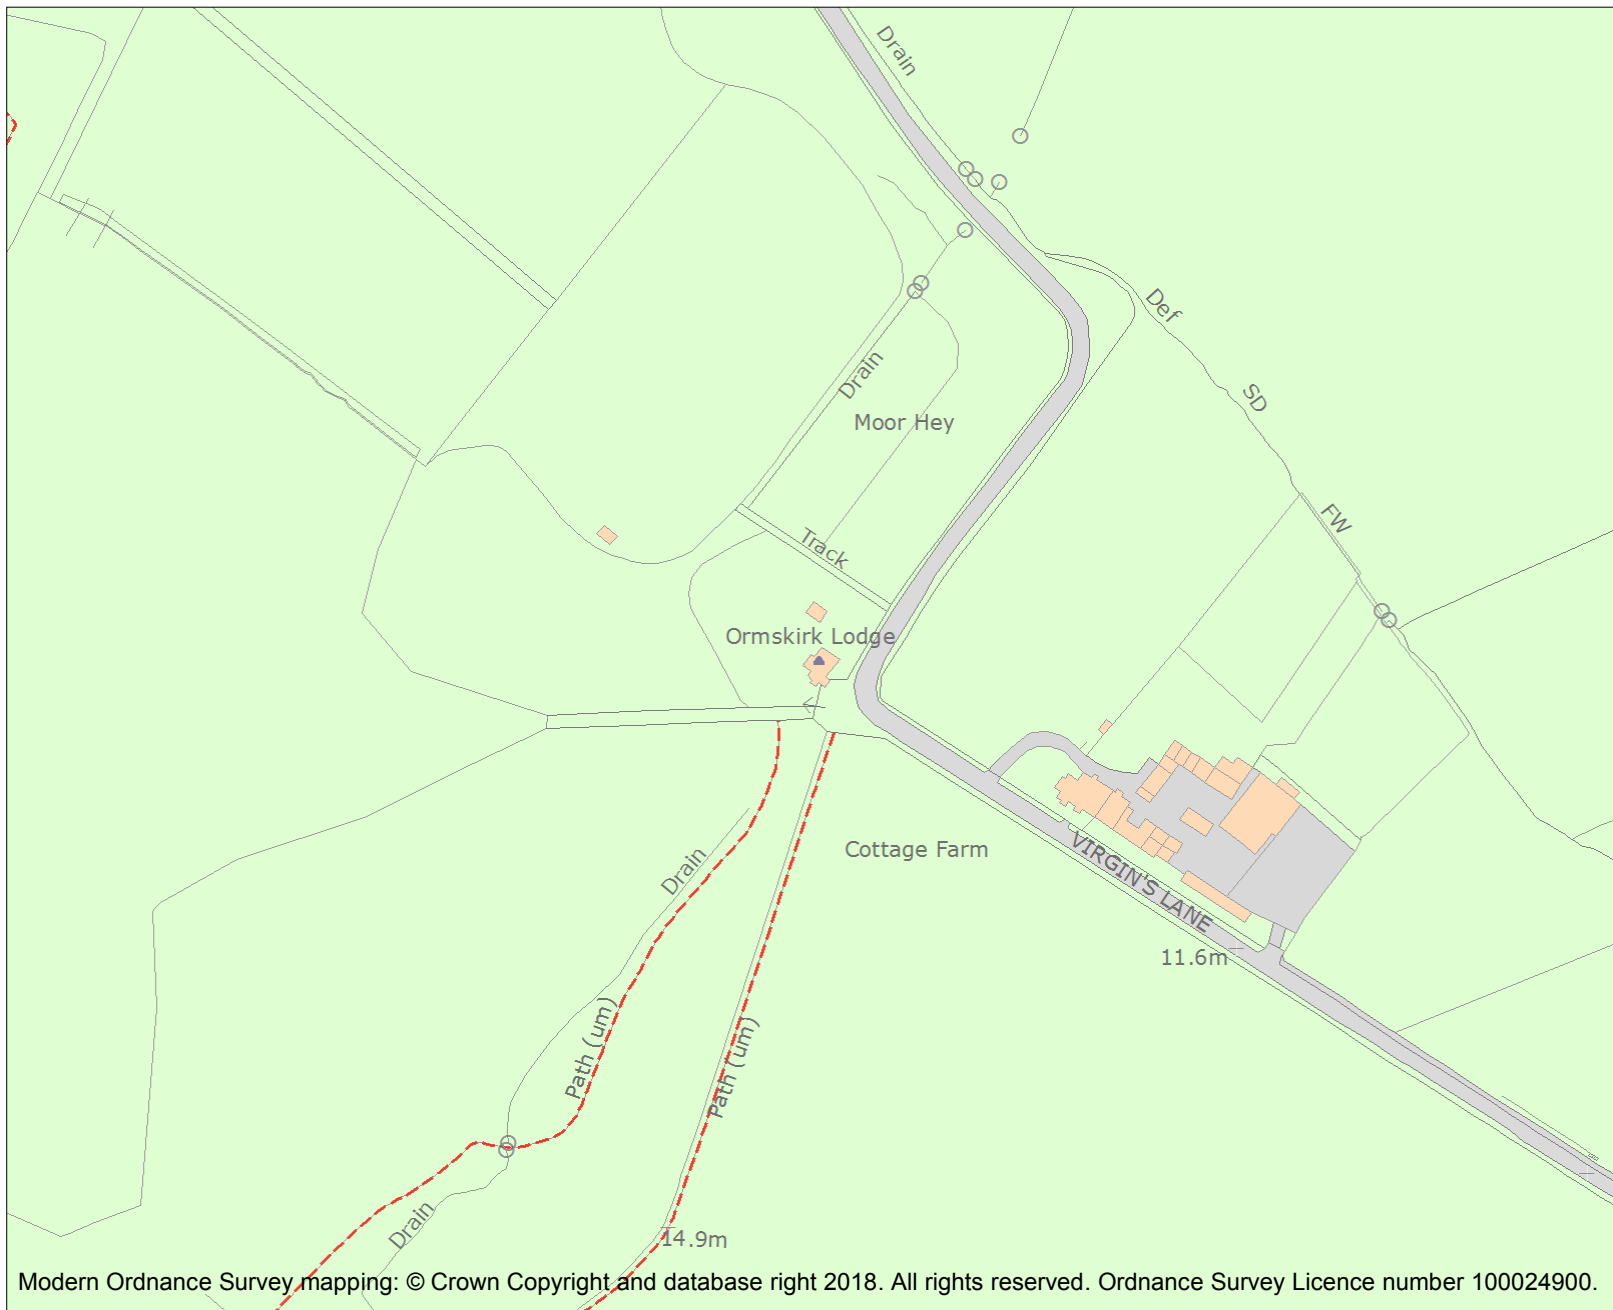 Drain
Def
SD
Drain
Moor Hey
FW
Track
Ormskirk Lodge
Cottage Farm
VIRGIN'S LANE
Drain
11.6m
Path (um)
Path (um)
Drain
14.9m
Modern Ordnance Survey mapping: © Crown Copyright and database right 2018. All rights reserved. Ordnance Survey Licence number 100024900.